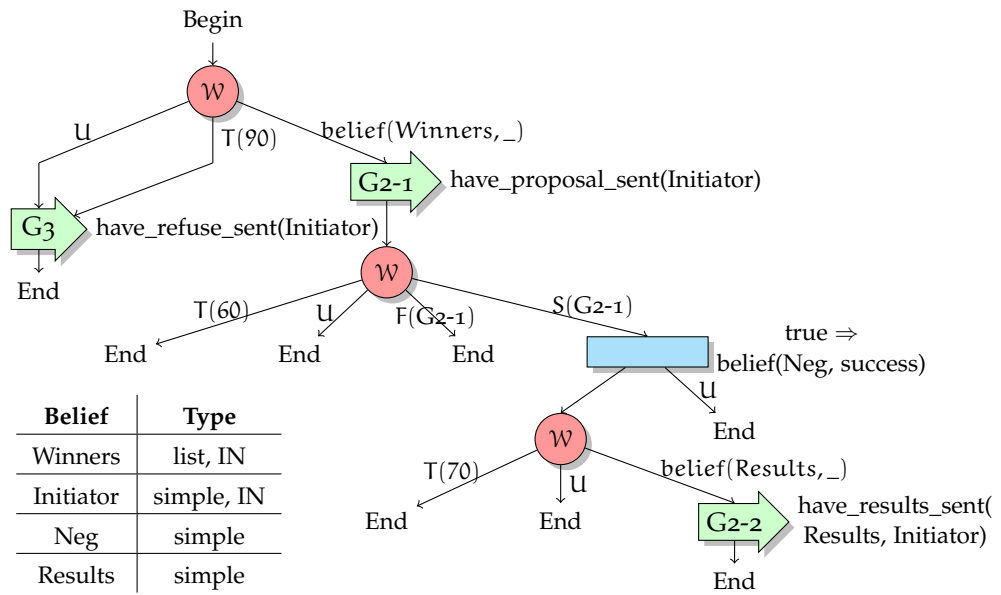 Begin
W
U
T(90)
belief(Winners,_)
G2-1
have_proposal_sent(Initiator)
G3
have_refuse_sent(Initiator)
End
W
T(60)
U
F(G2-1)
S(G2-1)
End
End
End
true ⇒
belief(Neg, success)
U
End
W
T(70)
U
belief(Results,_)
End
End
G2-2
have_results_sent(
Results, Initiator)
End
Belief Type
Winners list, IN
Initiator simple, IN
Neg simple
Results simple